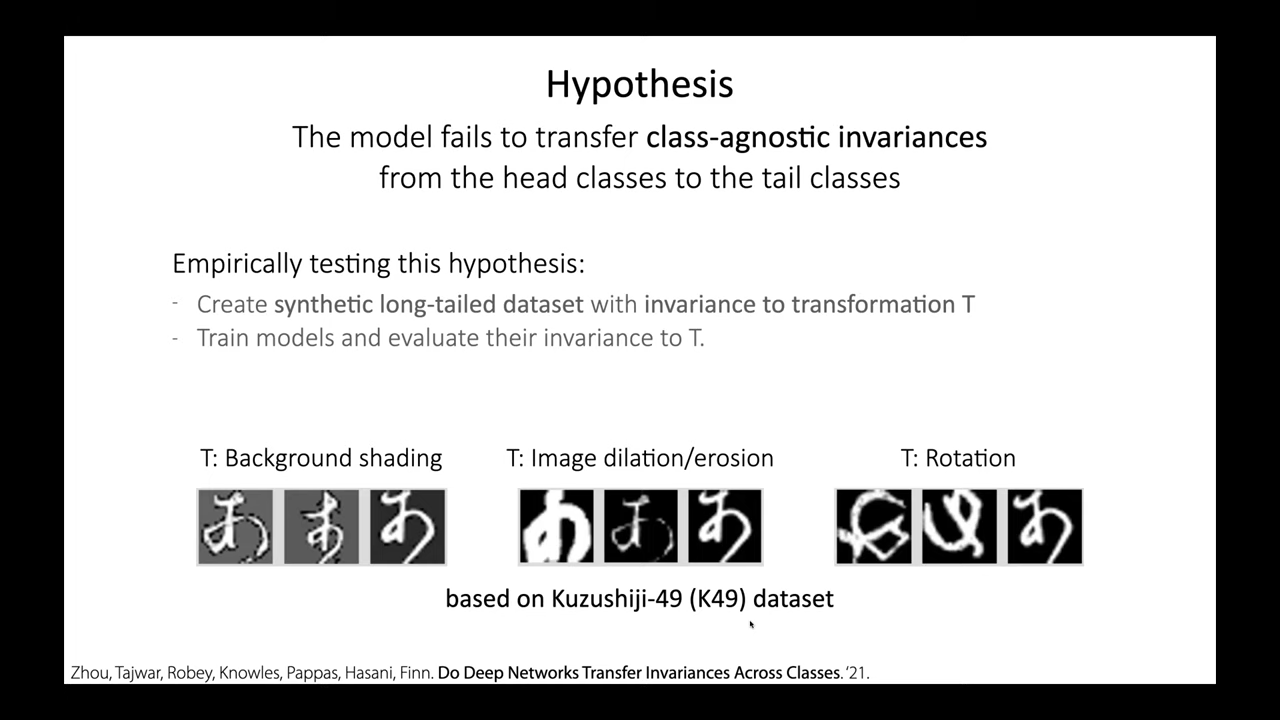 Hypothesis
The model fails to transfer class-agnostic invariances
from the head classes to the tail classes
Empirically testing this hypothesis:
- Create synthetic long-tailed dataset with invariance to transformation T
- Train models and evaluate their invariance to T.
T: Background shading
T: Image dilation/erosion
T: Rotation
based on Kuzushiji-49 (K49) dataset
Zhou, Tajwar, Robey, Knowles, Pappas, Hasani, Finn. Do Deep Networks Transfer Invariances Across Classes. ‘21.